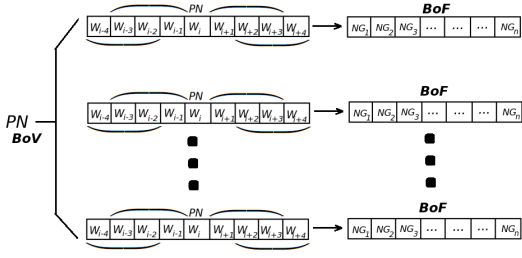 PN BoF
W_{i-4} W_{i-3} W_{i-2} W_{i-1} W_i W_{i+1} W_{i+2} W_{i+3} W_{i+4} NG_1 NG_2 NG_3 ... ... ... NG_n
BoF
W_{i-4} W_{i-3} W_{i-2} W_{i-1} W_i W_{i+1} W_{i+2} W_{i+3} W_{i+4} NG_1 NG_2 NG_3 ... ... ... NG_n
PN
BoV
PN BoF
W_{i-4} W_{i-3} W_{i-2} W_{i-1} W_i W_{i+1} W_{i+2} W_{i+3} W_{i+4} NG_1 NG_2 NG_3 ... ... ... NG_n